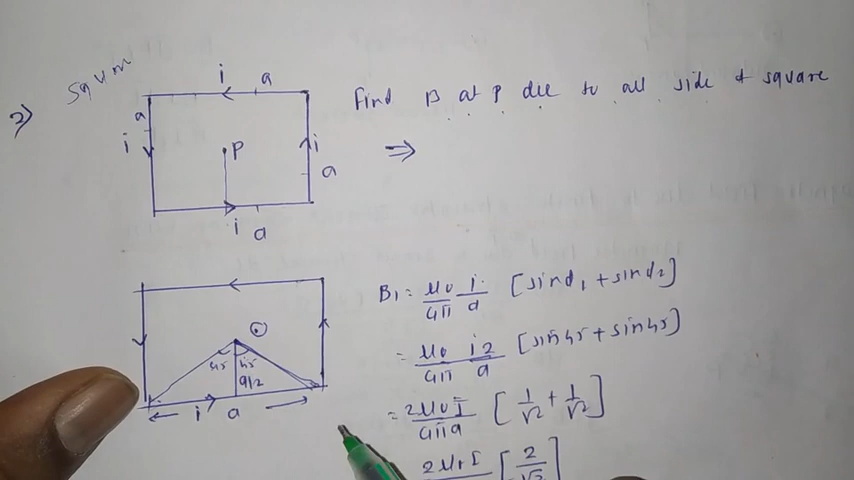 2)
Square
i a
Find B at P due to all side of square
a
i
P
i
⇒
a
i
a
B₁ = μ₀/4π i/d [sinα₁ + sinα₂]
= μ₀/4π i2/a [sin45 + sin45]
45 45
a/2
= 2μ₀I/4πa [1/√2 + 1/√2]
i a
2μ₀I [2/√2]